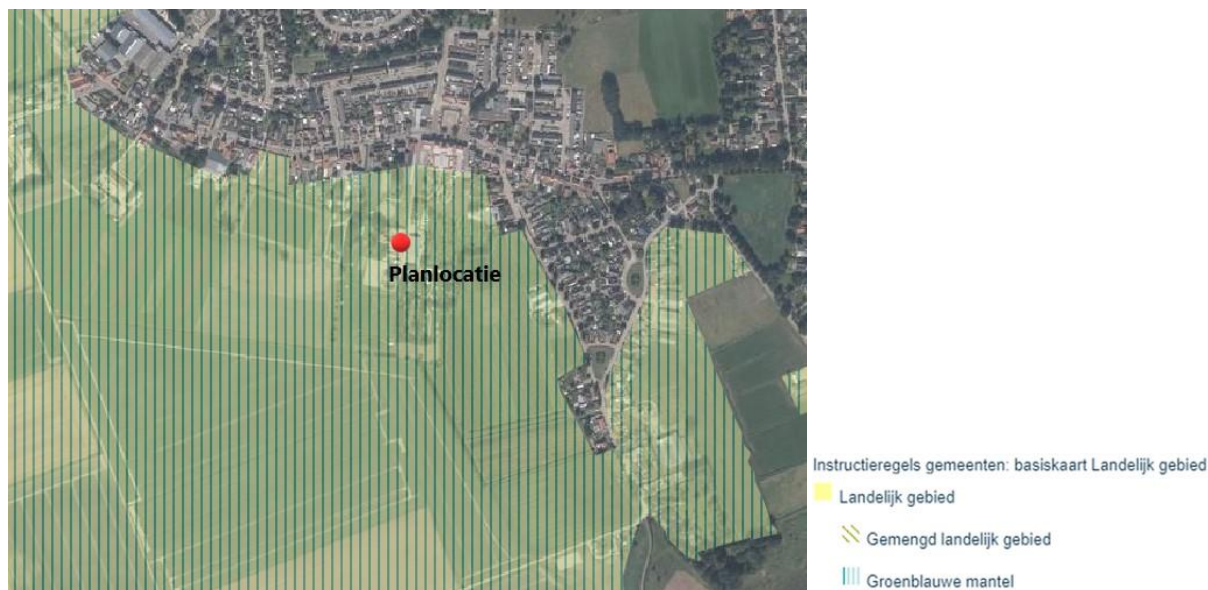 Planlocatie
Instructieregels gemeenten: basiskaart Landelijk gebied
Landelijk gebied
Gemengd landelijk gebied
Groenblauwe mantel